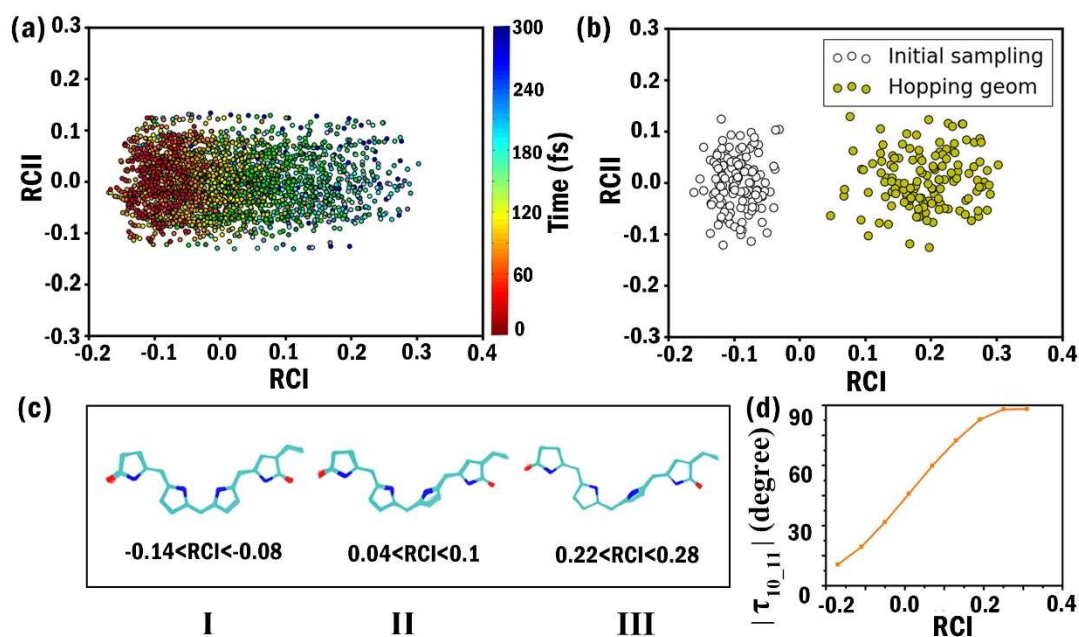 (a)
0.3
0.2
0.1
0.0
-0.1
-0.2
-0.3
RCII
-0.2 -0.1 0.0 0.1 0.2 0.3 0.4
RCI
300
240
180
120
60
0
Time (fs)
(b)
0.3
0.2
0.1
0.0
-0.1
-0.2
-0.3
RCII
Initial sampling
Hopping geom
-0.2 -0.1 0.0 0.1 0.2 0.3 0.4
RCI
(c)
-0.14<RCI<-0.08 0.04<RCI<0.1 0.22<RCI<0.28
I II III
(d)
90
60
30
0
|τ10_11| (degree)
-0.2 0.0 0.2 0.4
RCI